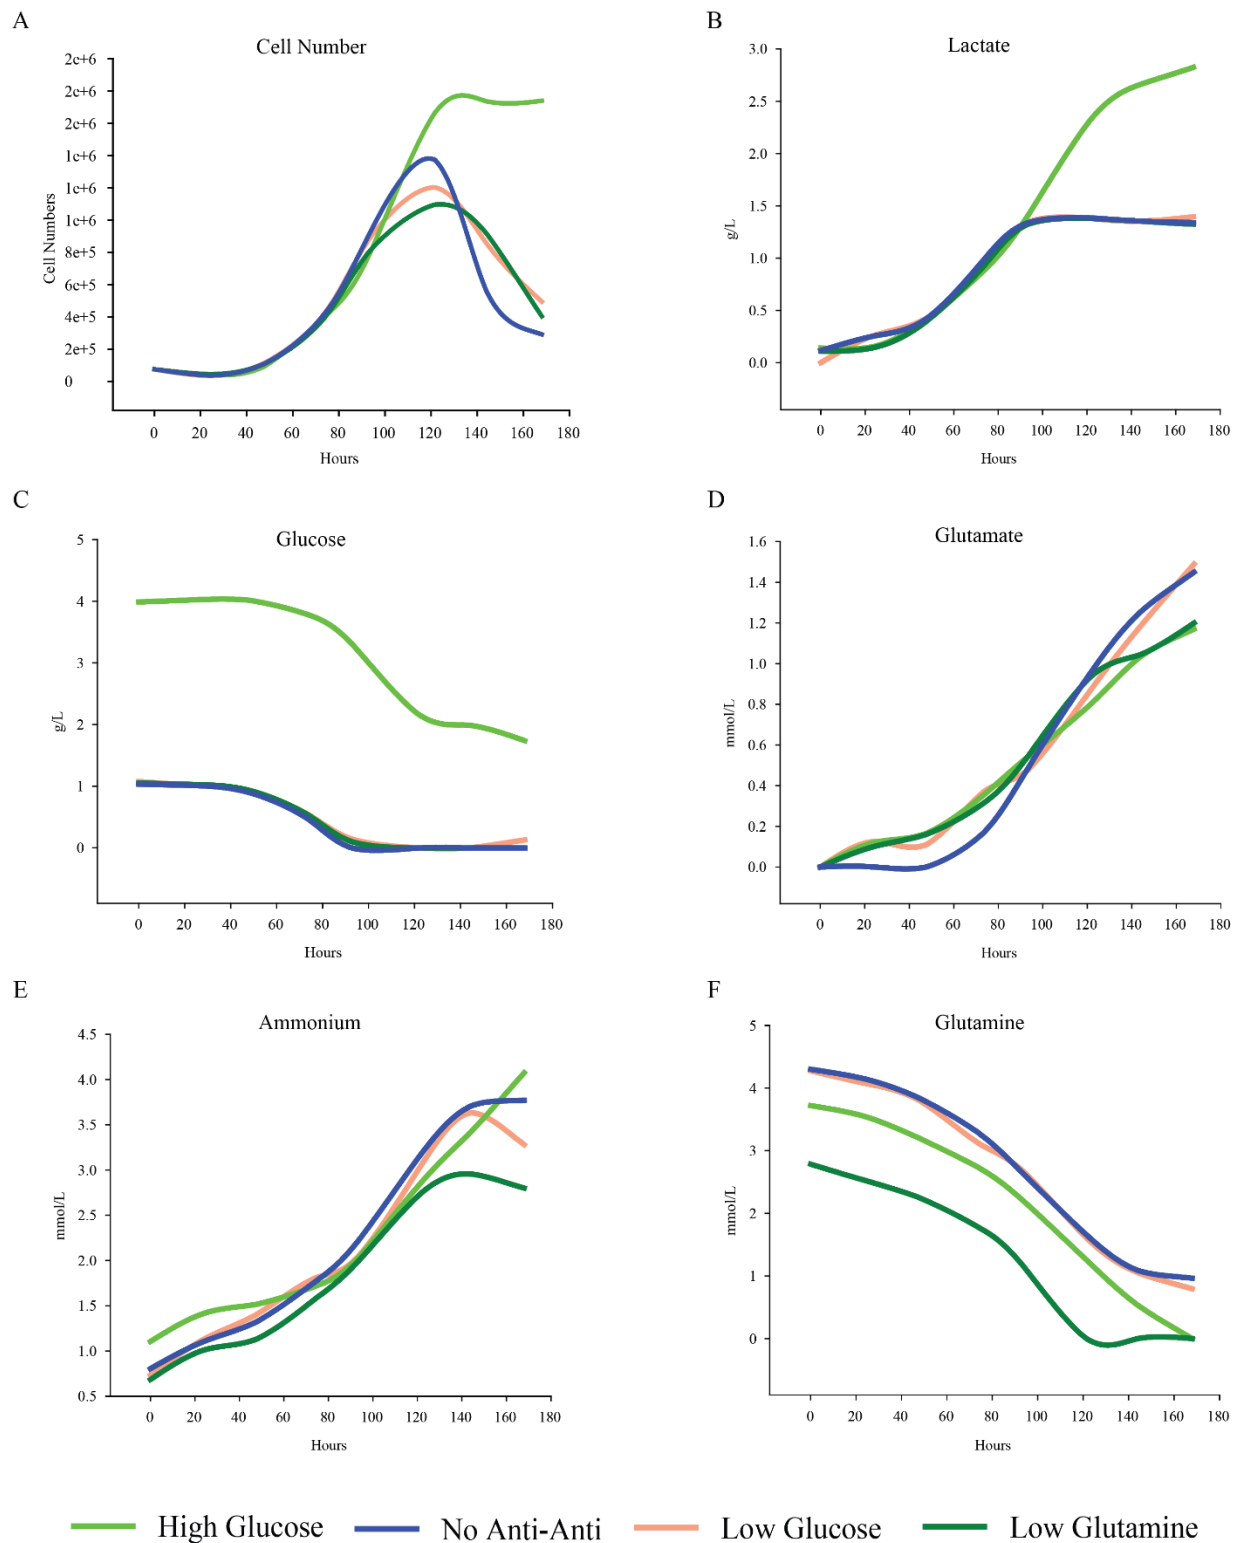 A
Cell Number
2e+6
2e+6
2e+6
1e+6
1e+6
1e+6
8e+5
6e+5
4e+5
2e+5
0
Cell Numbers
0 20 40 60 80 100 120 140 160 180
Hours
B
Lactate
3.0
2.5
2.0
1.5
1.0
0.5
0.0
g/L
0 20 40 60 80 100 120 140 160 180
Hours
C
Glucose
5
4
3
2
1
0
g/L
0 20 40 60 80 100 120 140 160 180
Hours
D
Glutamate
1.6
1.4
1.2
1.0
0.8
0.6
0.4
0.2
0.0
mmol/L
0 20 40 60 80 100 120 140 160 180
Hours
E
Ammonium
4.5
4.0
3.5
3.0
2.5
2.0
1.5
1.0
0.5
mmol/L
0 20 40 60 80 100 120 140 160 180
Hours
F
Glutamine
5
4
3
2
1
0
mmol/L
0 20 40 60 80 100 120 140 160 180
Hours
High Glucose No Anti-Anti Low Glucose Low Glutamine